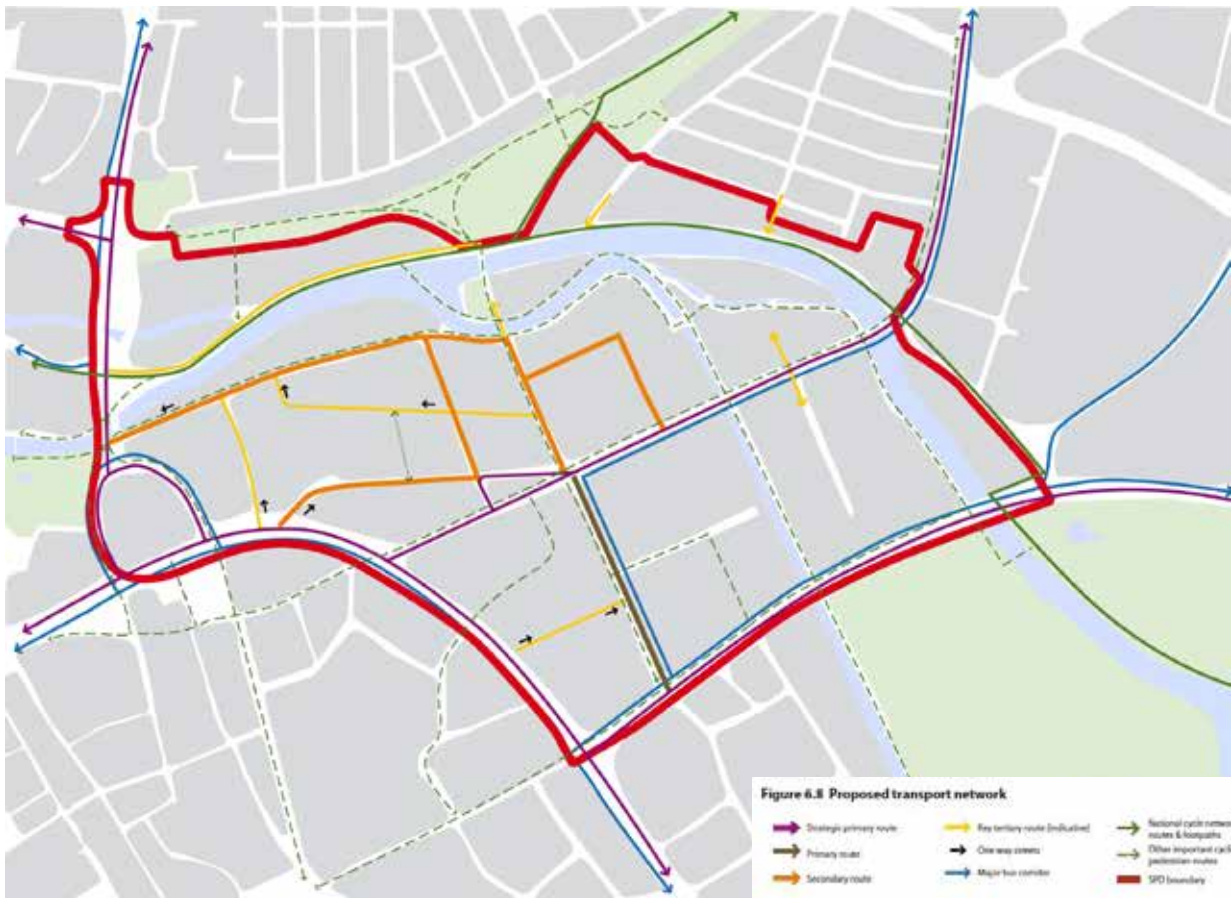 Figure 6.8 Proposed transport network
Strategic primary route
Primary route
Secondary route
Key tertiary route (indicative)
One way streets
Major bus corridor
National cycle netwo
routes & footpaths
Other important cycle
pedestrian routes
SPD boundary